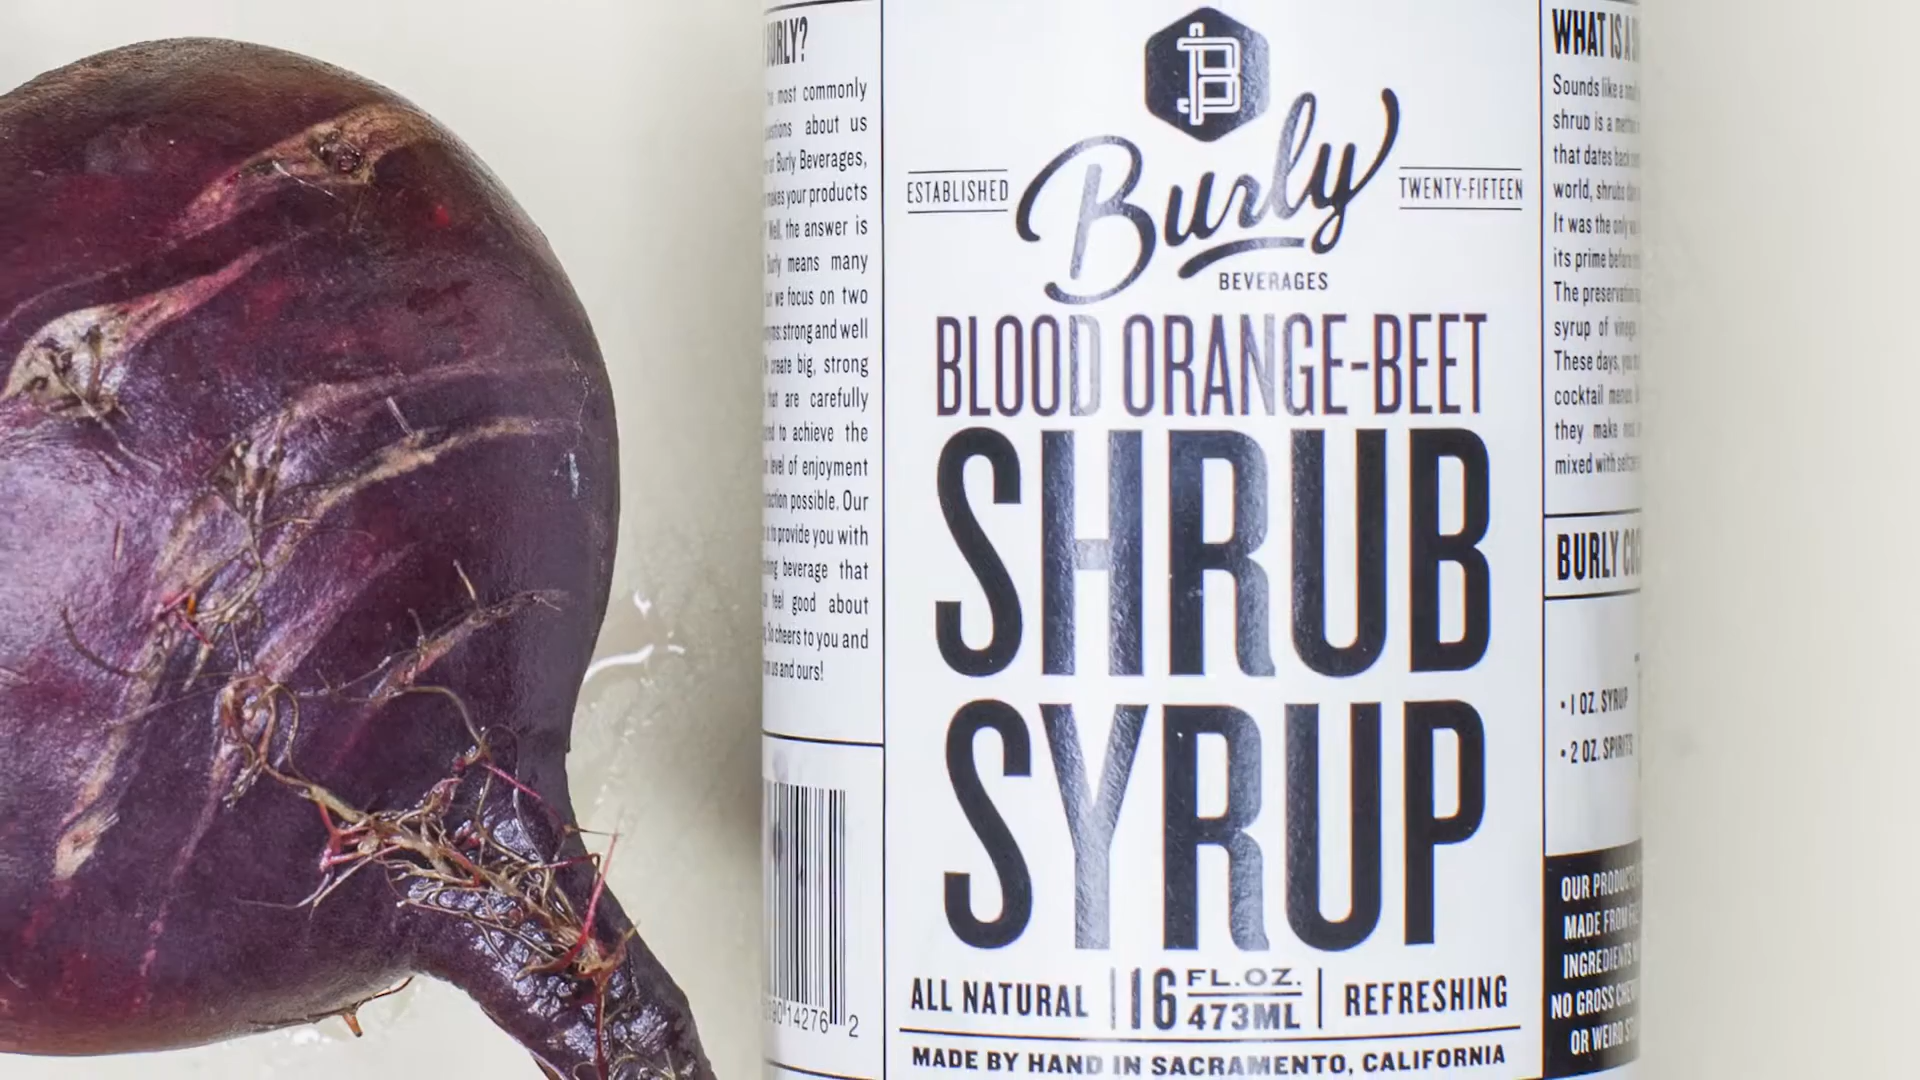 URLY?
most commonly
about us
at Burly Beverages,
makes your products
Well, the answer is
Burly means many
we focus on two
strong and well
create big, strong
that are carefully
to achieve the
level of enjoyment
possible. Our
to provide you with
beverage that
feel good about
So cheers to you and
us and ours!
14276 2
B
ESTABLISHED
Burly
TWENTY-FIFTEEN
BEVERAGES
BLOOD ORANGE-BEET
SHRUB
SYRUP
ALL NATURAL
16 FL.OZ.
473ML
REFRESHING
MADE BY HAND IN SACRAMENTO, CALIFORNIA
WHAT IS A
Sounds like a
shrub is a
that dates back
world, shrubs
It was the only
its prime before
The preservation
syrup of
These days, you
cocktail menus
they make
mixed with seltzer
BURLY
• 1 OZ. SYRUP
• 2 OZ. SPIRITS
OUR PRODUCTS
MADE FROM
INGREDIENTS
NO GROSS
OR WEIRD